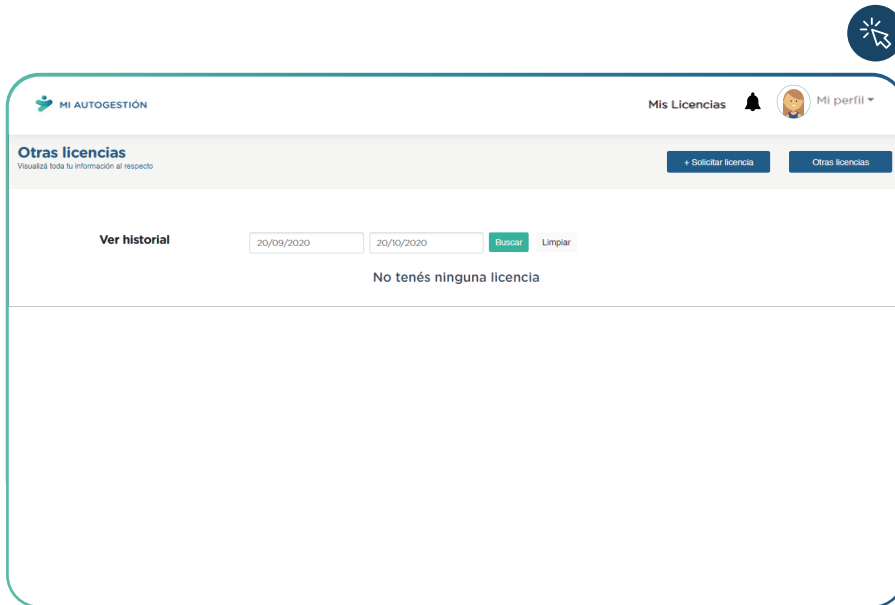 MI AUTOGESTIÓN
Mis Licencias
Mi perfil
Otras licencias
Visualizá toda tu información al respecto
+ Solicitar licencia
Otras licencias
Ver historial
20/09/2020
20/10/2020
Buscar
Limpiar
No tenés ninguna licencia